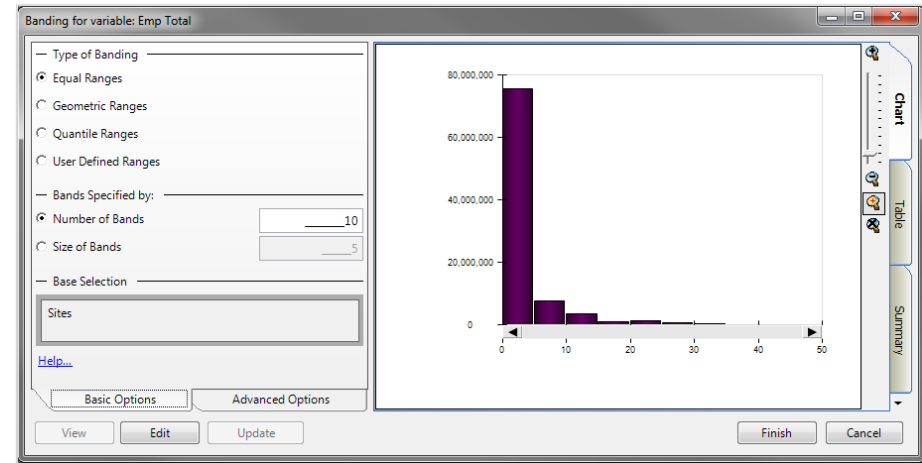 Banding for variable: Emp Total
Type of Banding
Equal Ranges
Geometric Ranges
Quantile Ranges
User Defined Ranges
Bands Specified by:
Number of Bands
______10
Size of Bands
_____5
Base Selection
Sites
Help...
Basic Options
Advanced Options
80,000,000
60,000,000
40,000,000
20,000,000
0
0 10 20 30 40 50
Chart
Table
Summary
View
Edit
Update
Finish
Cancel